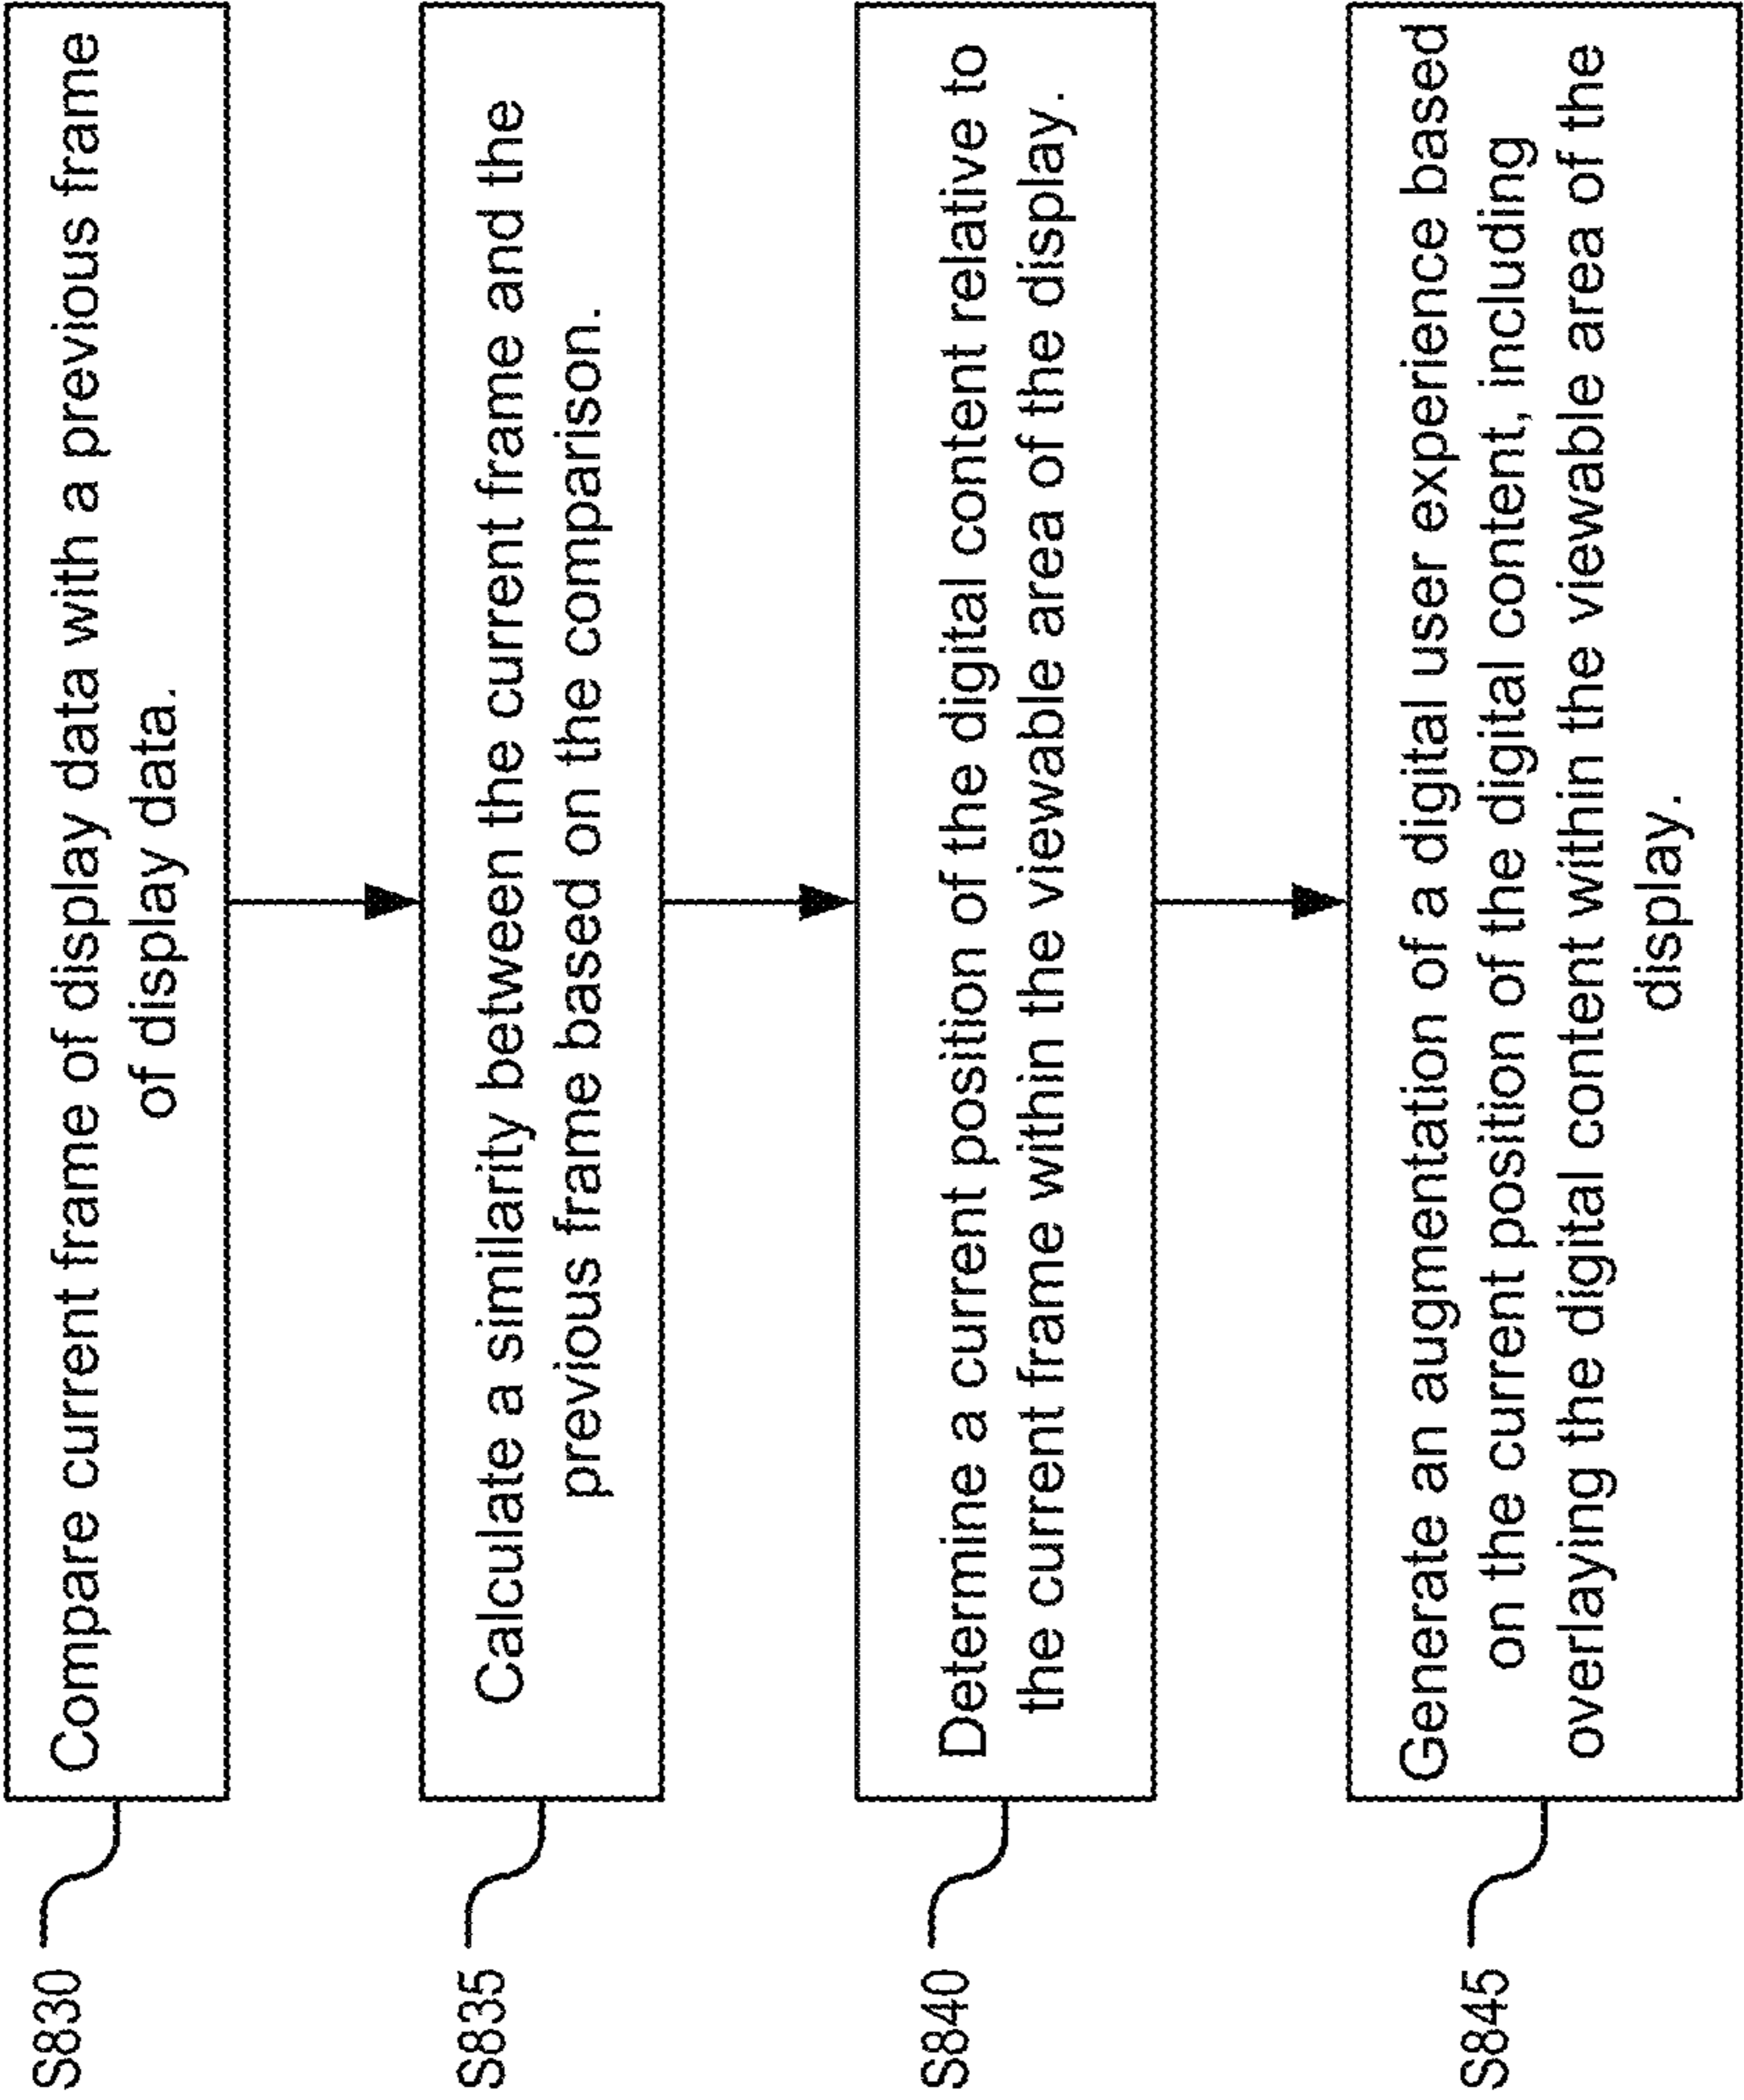 S830
Compare current frame of display data with a previous frame
of display data.
S835
Calculate a similarity between the current frame and the
previous frame based on the comparison.
S840
Determine a current position of the digital content relative to
the current frame within the viewable area of the display.
S845
Generate an augmentation of a digital user experience based
on the current position of the digital content, including
overlaying the digital content within the viewable area of the
display.